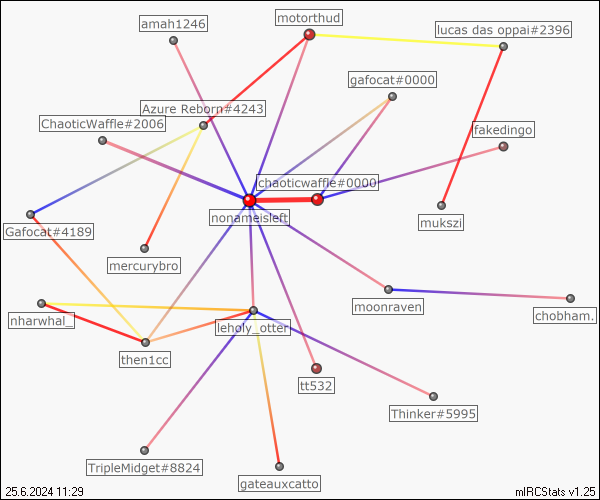 amah1246
motorthud
lucas das oppai#2396
gafocat#0000
Azure Reborn#4243
ChaoticWaffle#2006
fakedingo
chaoticwaffle#0000
nonameisleft
mukszi
Gafocat#4189
mercurybro
moonraven
chobham.
nharwhal_
leholy_otter
then1cc
tt532
Thinker#5995
TripleMidget#8824
gateauxcatto
25.6.2024 11:29
mIRCStats v1.25